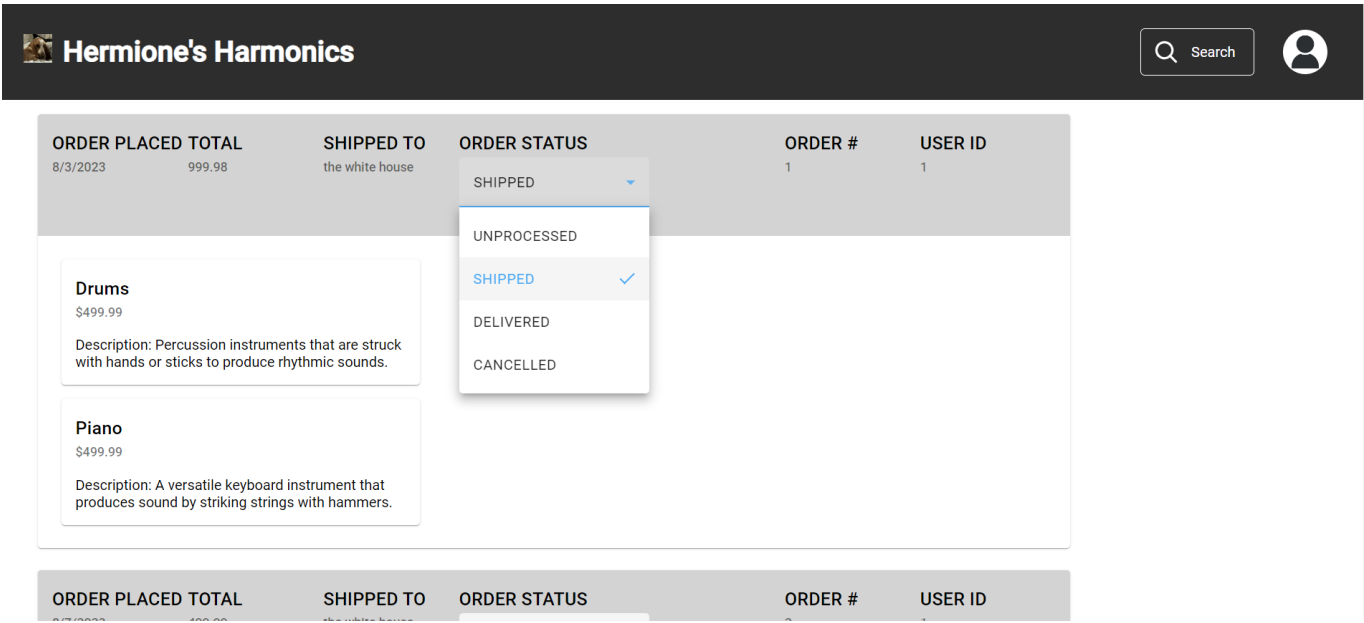 Hermione's Harmonics
Search
ORDER PLACED TOTAL SHIPPED TO ORDER STATUS ORDER # USER ID
8/3/2023 999.98 the white house 1 1
SHIPPED
UNPROCESSED
SHIPPED
DELIVERED
CANCELLED
Drums
$499.99
Description: Percussion instruments that are struck
with hands or sticks to produce rhythmic sounds.
Piano
$499.99
Description: A versatile keyboard instrument that
produces sound by striking strings with hammers.
ORDER PLACED TOTAL SHIPPED TO ORDER STATUS ORDER # USER ID
the white house